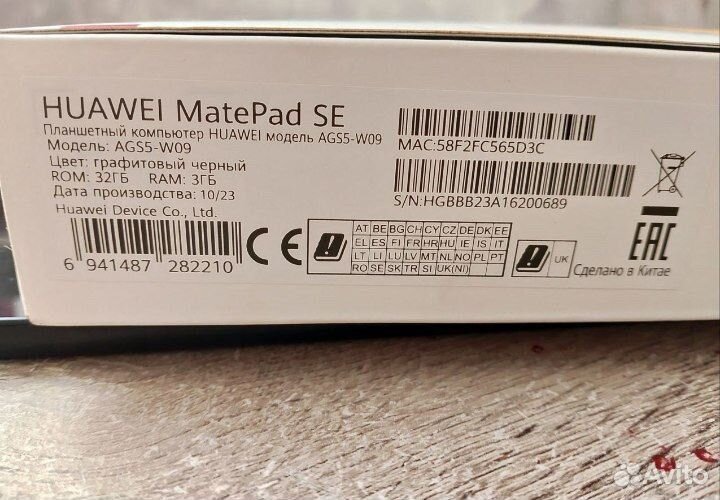 HUAWEI MatePad SE
Планшетный компьютер HUAWEI модель AGS5-W09
Модель: AGS5-W09
Цвет: графитовый черный
ROM: 32ГБ RAM: 3ГБ
Дата производства: 10/23
Huawei Device Co., Ltd.
6 941487 282210
MAC:58F2FC565D3C
S/N:HGBBB23A16200689
CE
AT BE BG CH CY CZ DE DK EE
EL ES FI FR HR HU IE IS IT
LT LI LU LV MT NL NO PL PT
RO SE SK TR SI UK(NI)
UK
EAC
Сделано в Китае
Avito